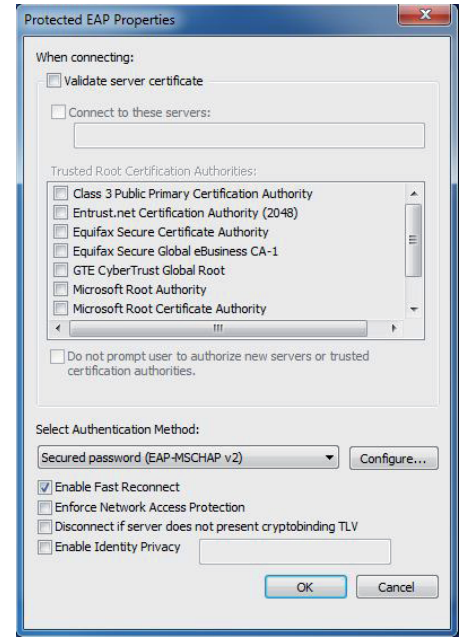 Protected EAP Properties
When connecting:
Validate server certificate
Connect to these servers:
Trusted Root Certification Authorities:
Class 3 Public Primary Certification Authority
Entrust.net Certification Authority (2048)
Equifax Secure Certificate Authority
Equifax Secure Global eBusiness CA-1
GTE CyberTrust Global Root
Microsoft Root Authority
Microsoft Root Certificate Authority
Do not prompt user to authorize new servers or trusted
certification authorities.
Select Authentication Method:
Secured password (EAP-MSCHAP v2) Configure...
Enable Fast Reconnect
Enforce Network Access Protection
Disconnect if server does not present cryptobinding TLV
Enable Identity Privacy
OK Cancel